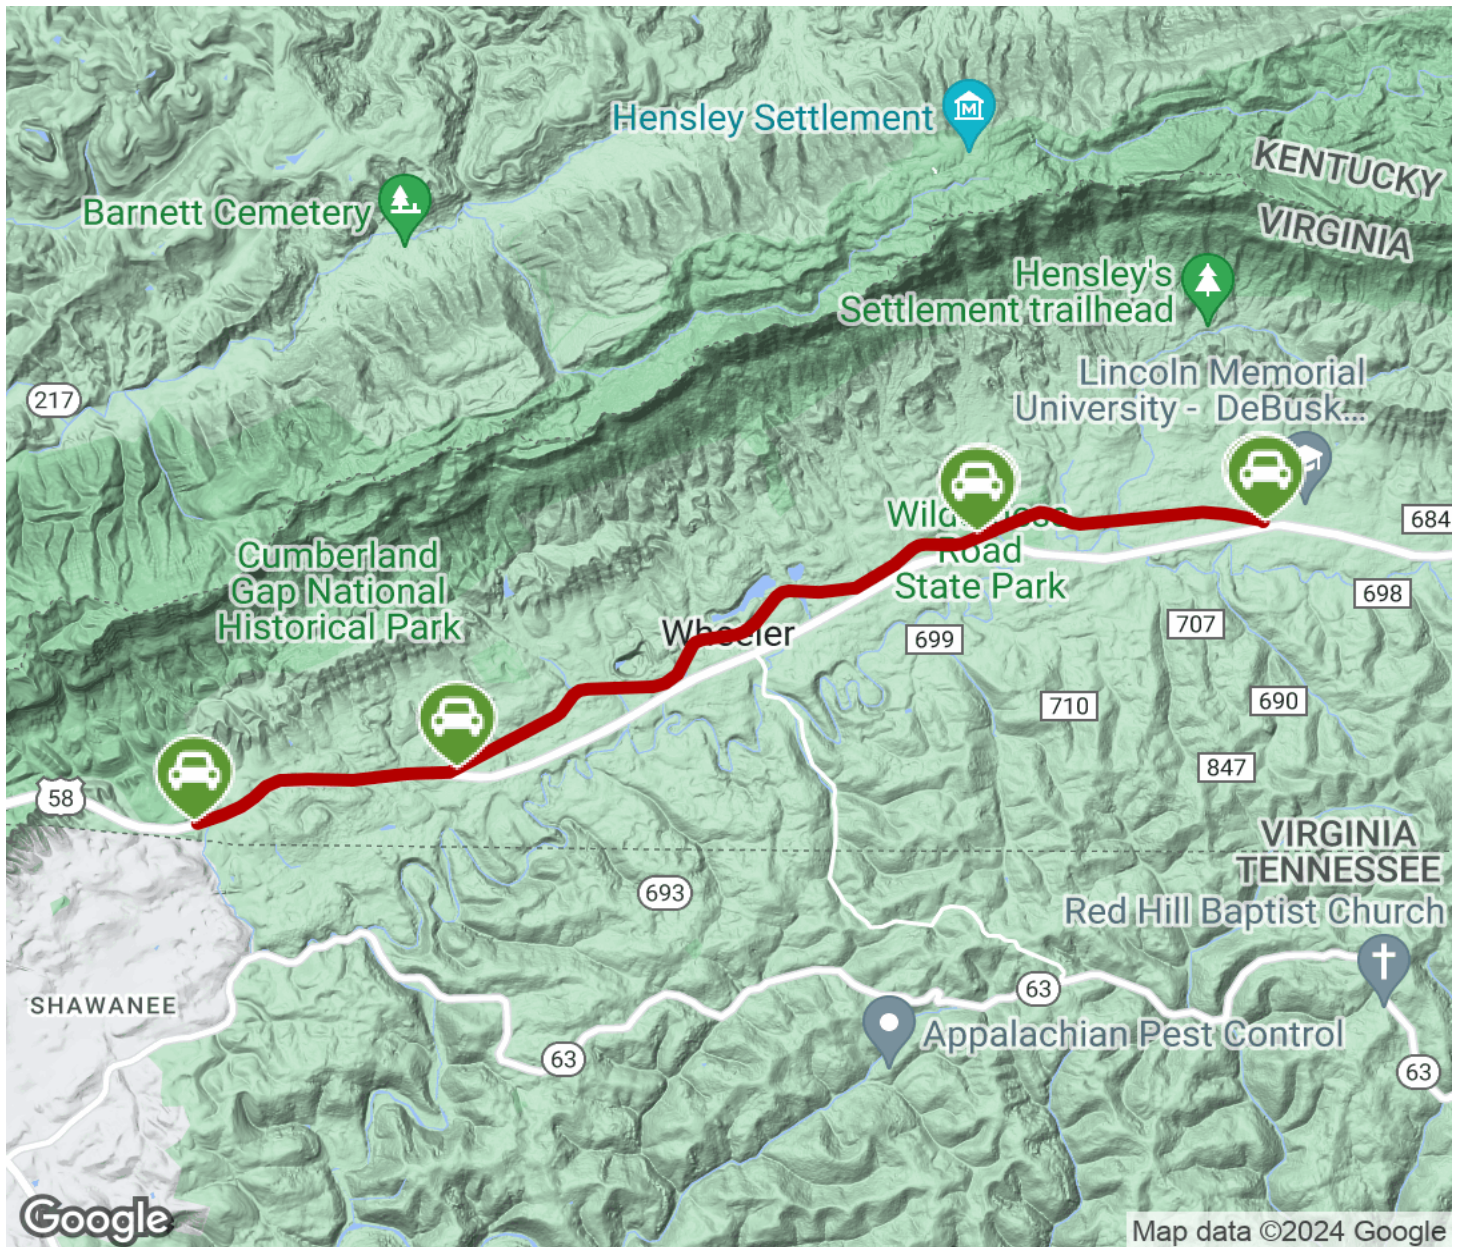 Hensley Settlement
KENTUCKY
VIRGINIA
Barnett Cemetery
Hensley's
Settlement trailhead
217
Lincoln Memorial
University - DeBusk...
684
Road
State Park
Cumberland
Gap National
Historical Park
698
707
699
Wheeler
690
710
847
58
VIRGINIA
TENNESSEE
693
Red Hill Baptist Church
SHAWANEE
63
Appalachian Pest Control
63
63
Google
Map data ©2024 Google